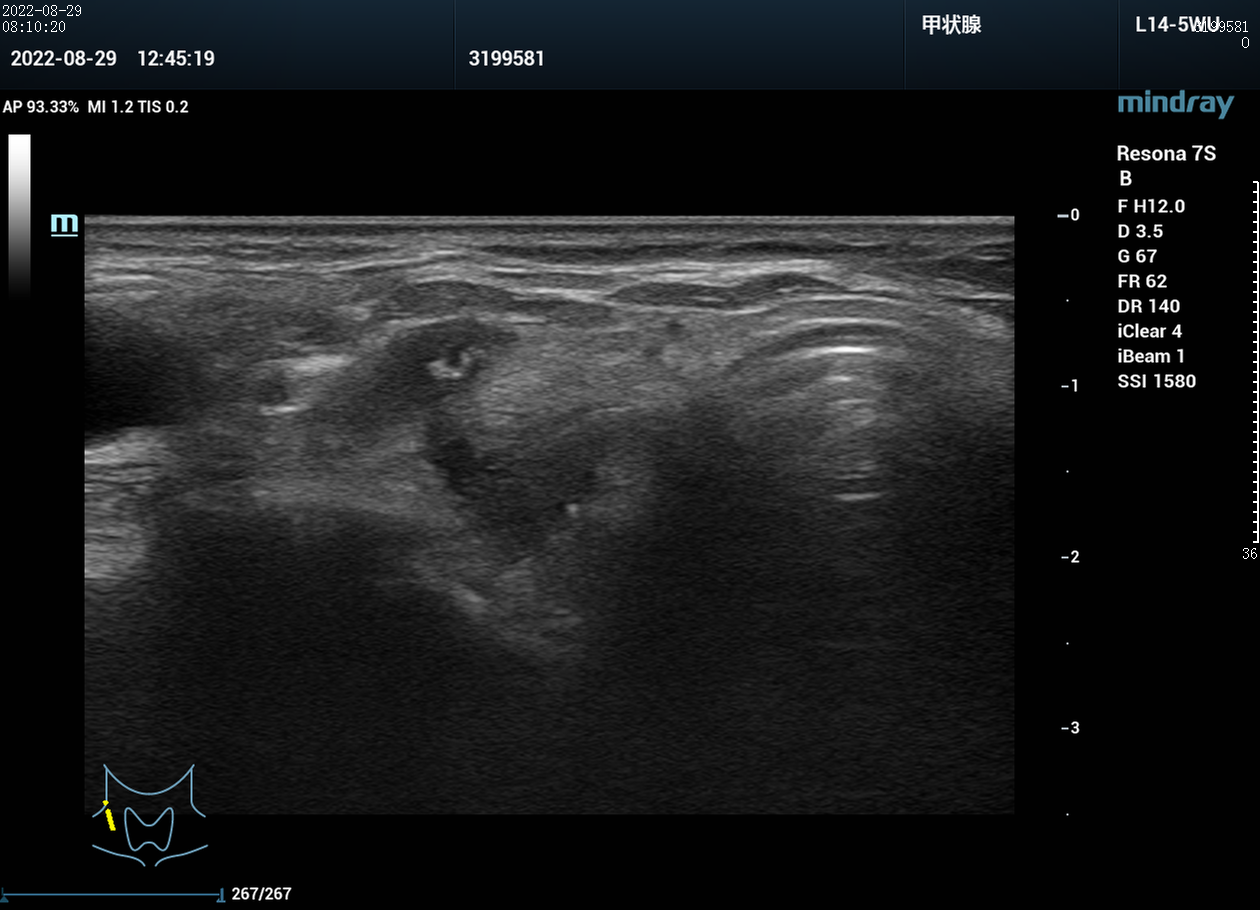 2022-08-29
08:10:20
2022-08-29 12:45:19
3199581
甲状腺
L14-5WU
3199581
0
AP 93.33% MI 1.2 TIS 0.2
mindray
m
Resona 7S
B
F H12.0
D 3.5
G 67
FR 62
DR 140
iClear 4
iBeam 1
SSI 1580
0
1
2
3
36
267/267